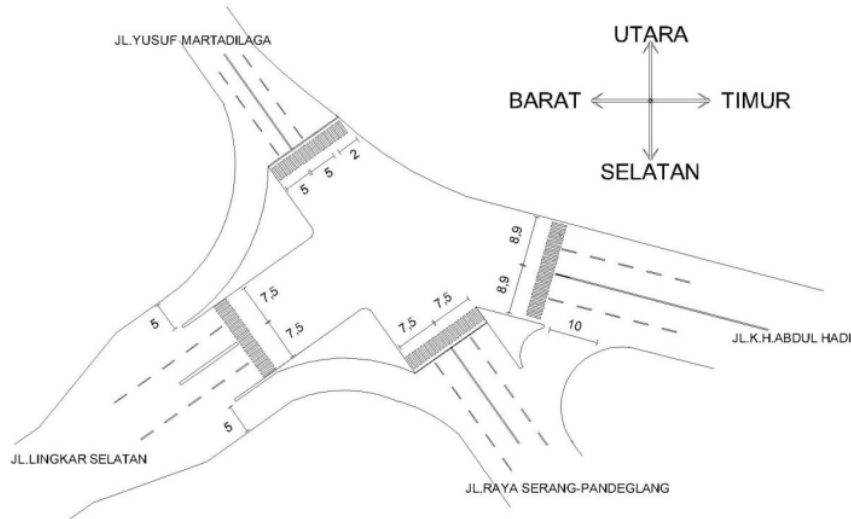 UTARA
JL.YUSUF MARTADILAGA
BARAT
TIMUR
SELATAN
5
5
2
8,9
8,9
7,5
7,5
5
7,5
7,5
10
JL.K.H.ABDUL HADI
5
JL.LINGKAR SELATAN
JL.RAYA SERANG-PANDEGLANG